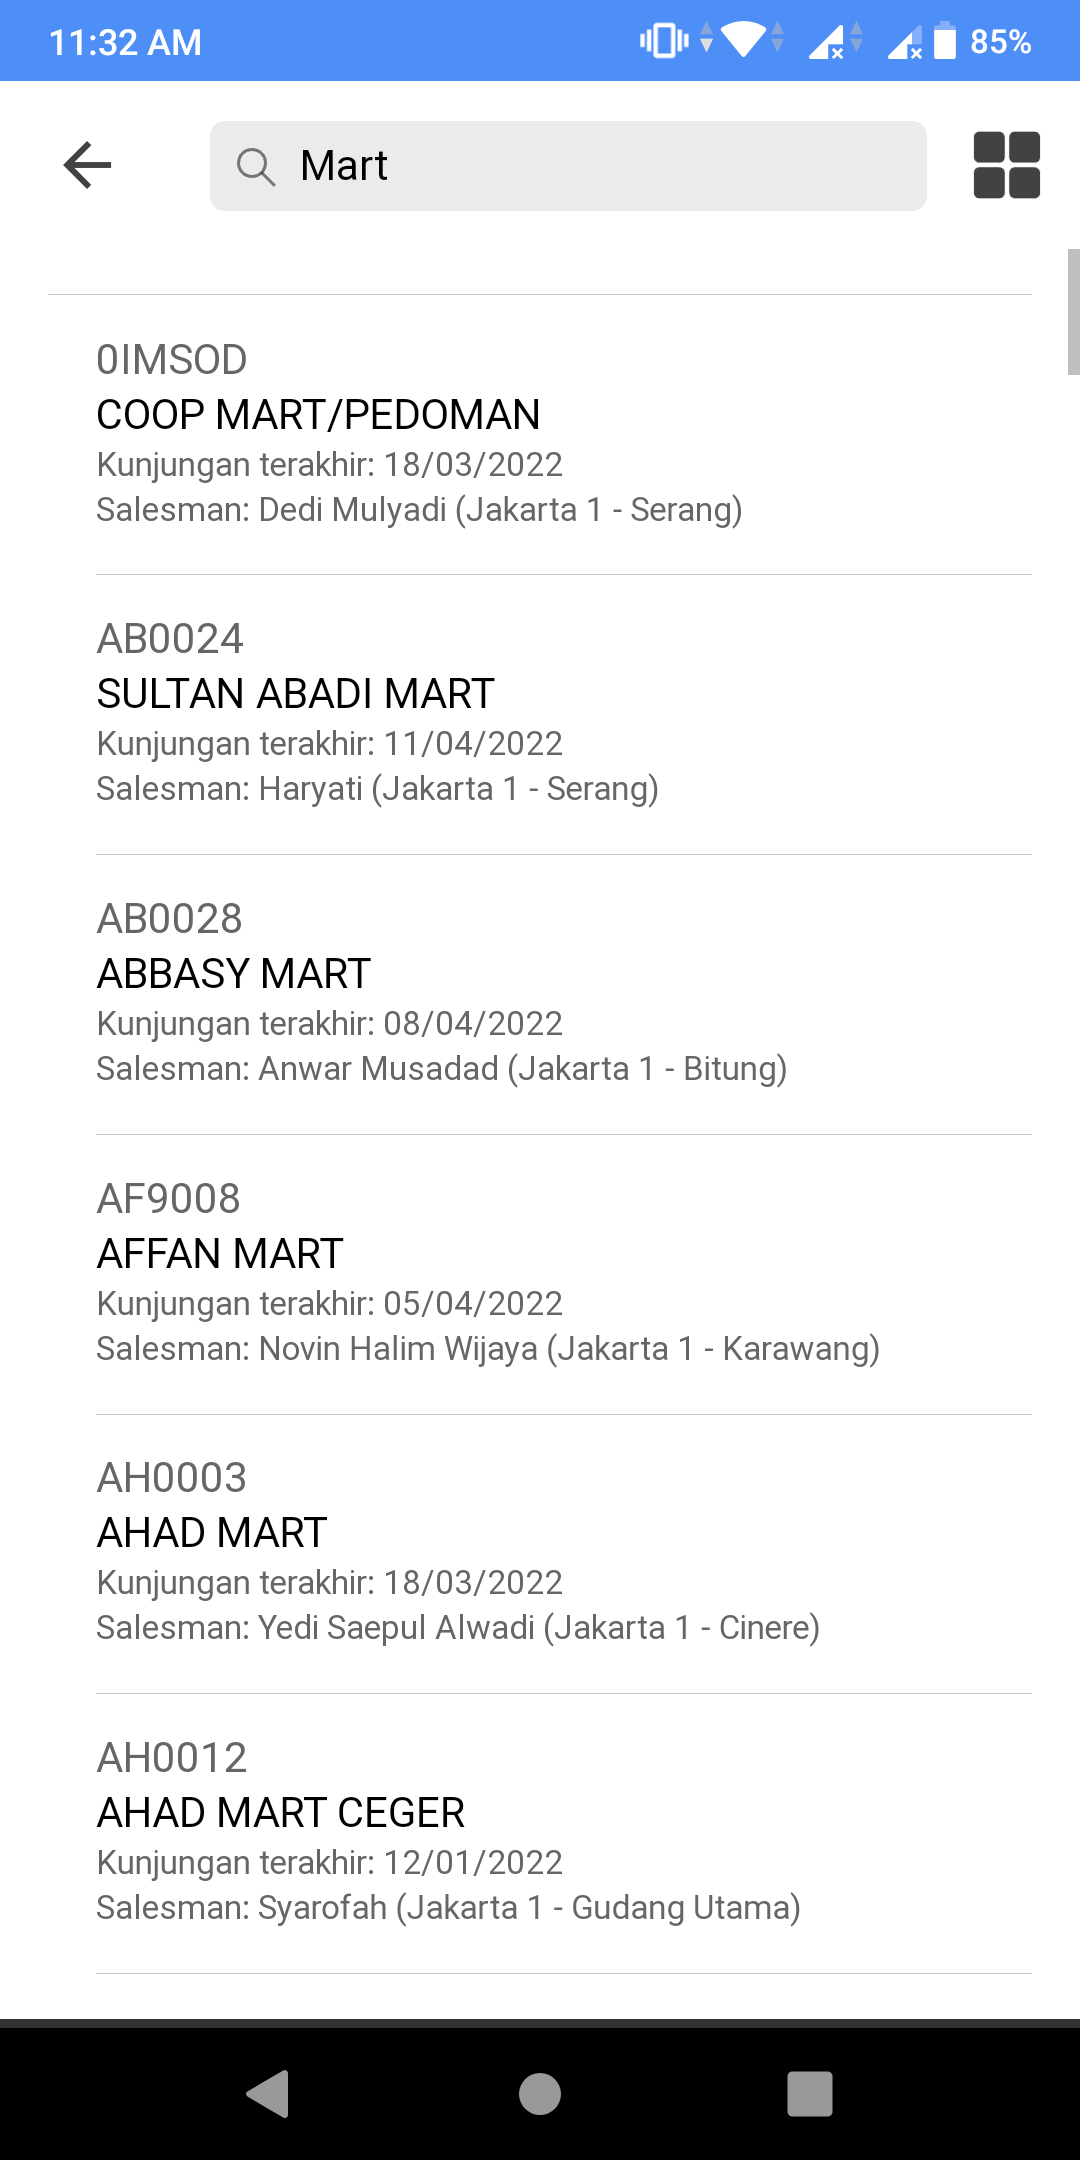 11:32 AM
85%
Mart
0IMSOD
COOP MART/PEDOMAN
Kunjungan terakhir: 18/03/2022
Salesman: Dedi Mulyadi (Jakarta 1 - Serang)
AB0024
SULTAN ABADI MART
Kunjungan terakhir: 11/04/2022
Salesman: Haryati (Jakarta 1 - Serang)
AB0028
ABBASY MART
Kunjungan terakhir: 08/04/2022
Salesman: Anwar Musadad (Jakarta 1 - Bitung)
AF9008
AFFAN MART
Kunjungan terakhir: 05/04/2022
Salesman: Novin Halim Wijaya (Jakarta 1 - Karawang)
AH0003
AHAD MART
Kunjungan terakhir: 18/03/2022
Salesman: Yedi Saepul Alwadi (Jakarta 1 - Cinere)
AH0012
AHAD MART CEGER
Kunjungan terakhir: 12/01/2022
Salesman: Syarofah (Jakarta 1 - Gudang Utama)